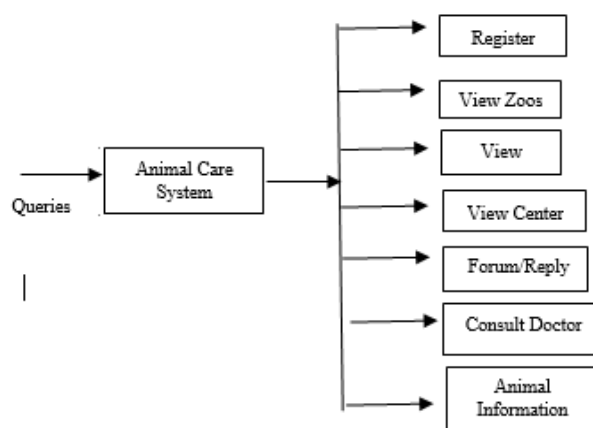 Queries
Animal Care
System
Register
View Zoos
View
View Center
Forum/Reply
Consult Doctor
Animal
Information